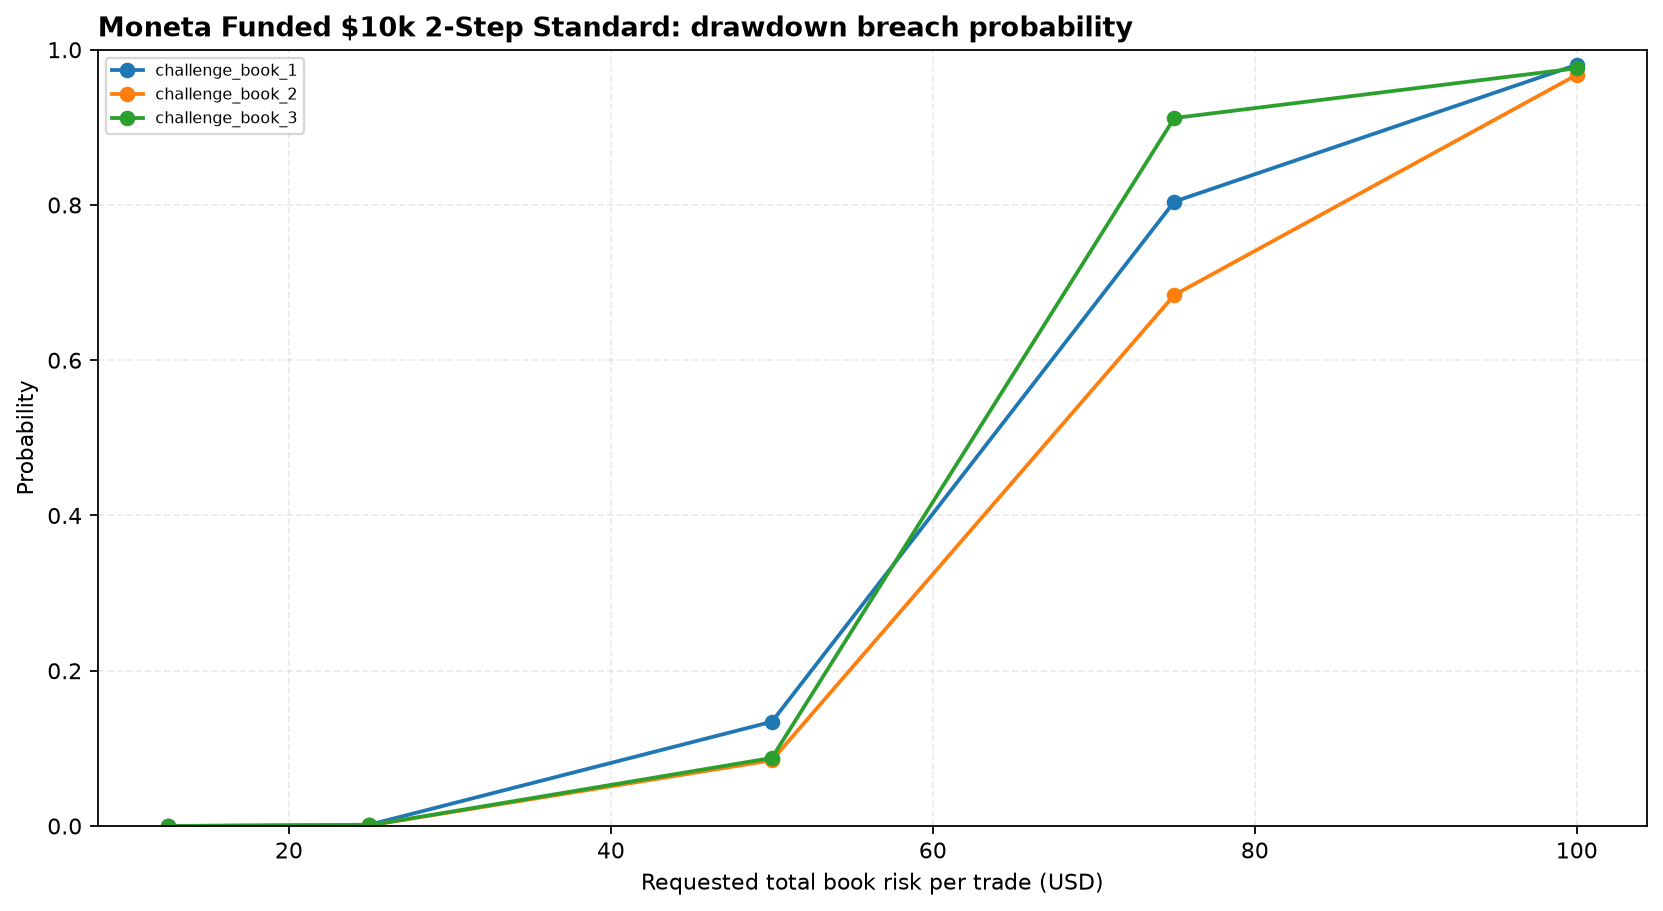 Moneta Funded $10k 2-Step Standard: drawdown breach probability
1.0
challenge_book_1
challenge_book_2
challenge_book_3
0.8
0.6
0.4
0.2
0.0
Probability
20 40 60 80 100
Requested total book risk per trade (USD)